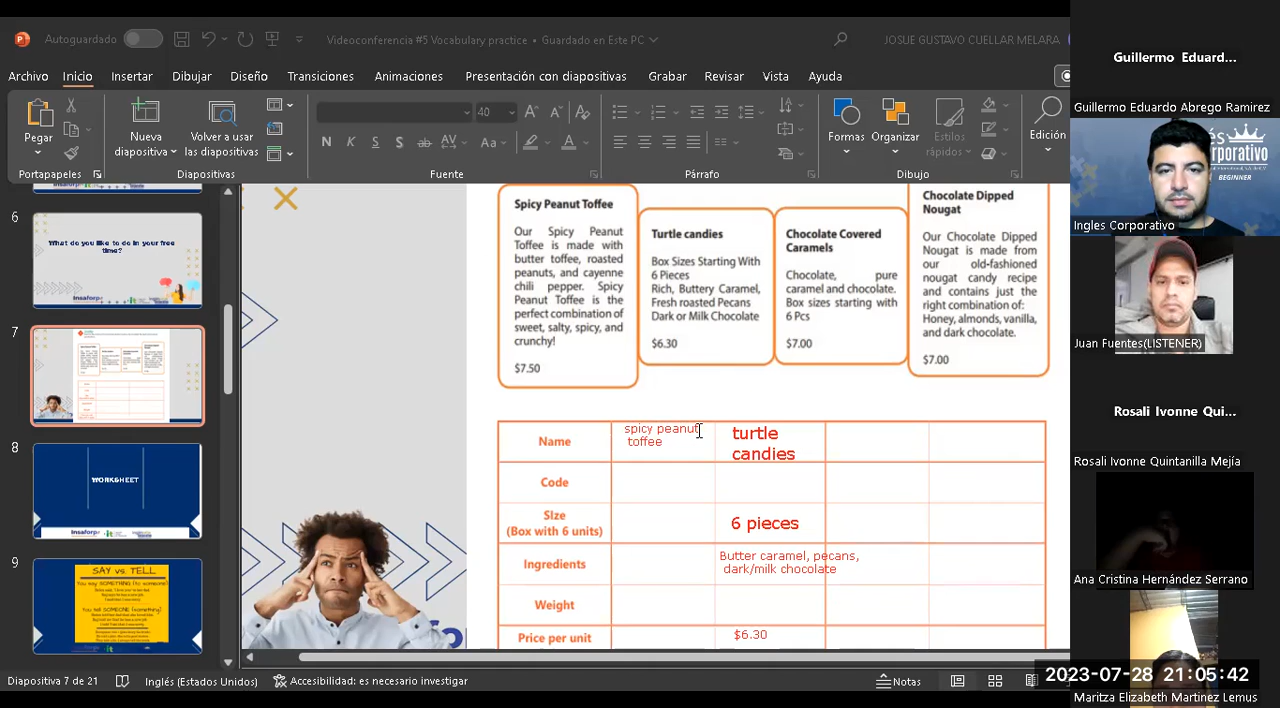 Autoguardado
Videoconferencia #5 Vocabulary practice • Guardado en Este PC
JOSUE GUSTAVO CUELLAR MELARA
Archivo Inicio Insertar Dibujar Diseño Transiciones Animaciones Presentación con diapositivas Grabar Revisar Vista Ayuda
Pegar
Nueva
diapositiva
Volver a usar
las diapositivas
40
N K S S ab AV Aa A
Formas
Organizar
Estilos
rápidos
Edición
Portapapeles
Diapositivas
Fuente
Párrafo
Dibujo
6
What do you like to do in your free
time?
7
8
WORKSHEET
Insaforp
9
SAY vs. TELL
Spicy Peanut Toffee
Our Spicy Peanut
Toffee is made with
butter toffee, roasted
peanuts, and cayenne
chili pepper. Spicy
Peanut Toffee is the
perfect combination of
sweet, salty, spicy, and
crunchy!
$7.50
Turtle candies
Box Sizes Starting With
6 Pieces
Rich, Buttery Caramel,
Fresh roasted Pecans
Dark or Milk Chocolate
$6.30
Chocolate Covered
Caramels
Chocolate, pure
caramel and chocolate.
Box sizes starting with
6 Pcs
$7.00
Chocolate Dipped
Nougat
Our Chocolate Dipped
Nougat is made from
our old-fashioned
nougat candy recipe
and contains just the
right combination of:
Honey, almonds, vanilla,
and dark chocolate.
$7.00
Name
spicy peanut
toffee
turtle
candies
Code
SIze
(Box with 6 units)
6 pieces
Ingredients
Butter caramel, pecans,
dark/milk chocolate
Weight
Price per unit
$6.30
Diapositiva 7 de 21
Inglés (Estados Unidos)
Accesibilidad: es necesario investigar
Notas
Guillermo Eduard...
Guillermo Eduardo Abrego Ramirez
és
orporativo
BEGINNER
Ingles Corporativo
Juan Fuentes(LISTENER)
Rosali Ivonne Qui...
Rosali Ivonne Quintanilla Mejía
Ana Cristina Hernández Serrano
2023-07-28 21:05:42
Maritza Elizabeth Martinez Lemus